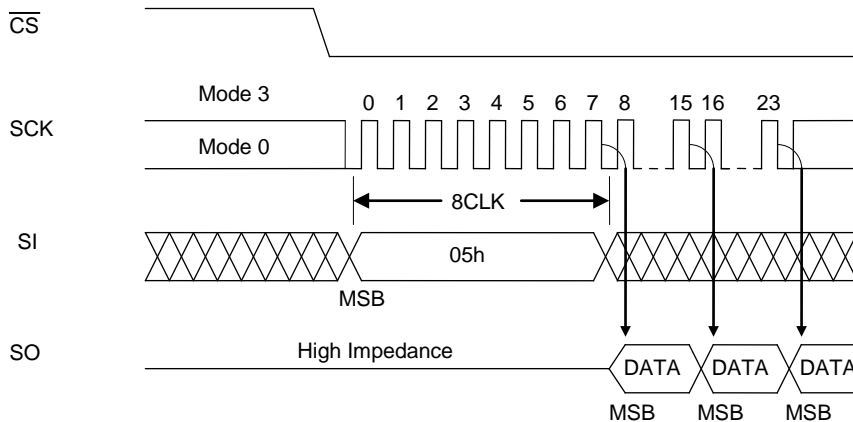 CS
Mode 3
0 1 2 3 4 5 6 7 8 15 16 23
SCK
Mode 0
8CLK
SI
05h
MSB
SO
High Impedance
DATA DATA DATA
MSB MSB MSB